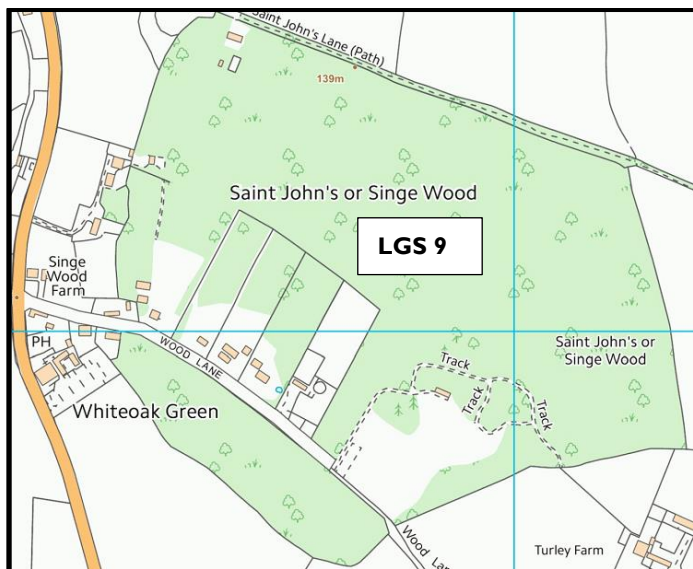 Saint John's Lane (Path)
139m
Saint John's or Singe Wood
LGS 9
Singe
Wood
Farm
PH
WOOD LANE
Whiteoak Green
Saint John's or
Singe Wood
Track
Track
Track
Wood Lan
Turley Farm